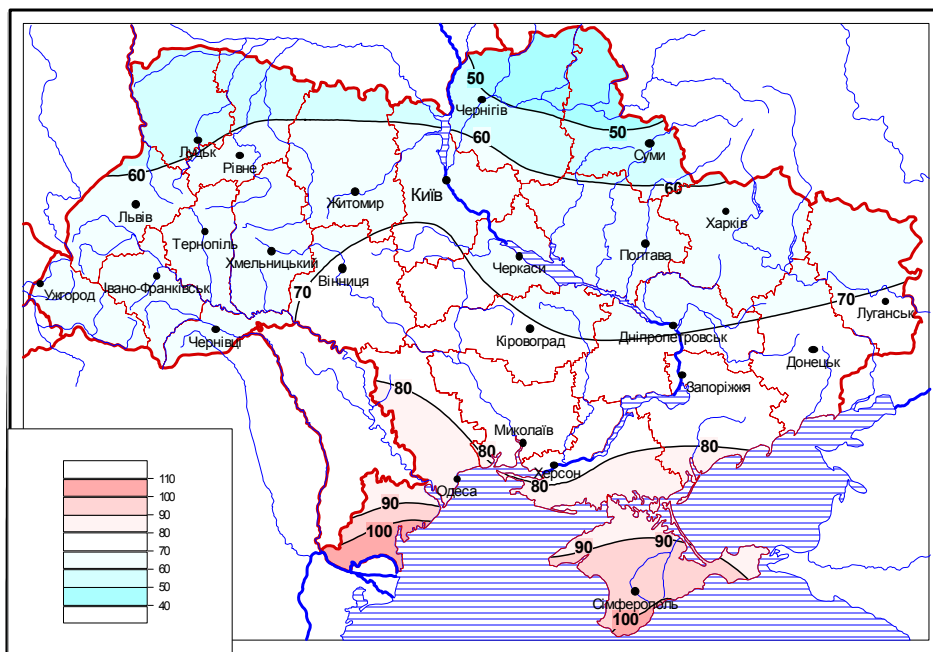 50
Чернігів
50
60
Суми
Луцьк
Рівне
60
60
Київ
Житомир
Львів
Харків
Тернопіль
Хмельницький
Вінниця
Черкаси
Полтава
Ужгород
Івано-Франківськ
70
70
Луганськ
Чернівці
Кіровоград
Дніпропетровськ
Донецьк
Запоріжжя
80
Миколаїв
80
80
Херсон
80
Одеса
90
100
90
90
Сімферополь
100
110
100
90
80
70
60
50
40